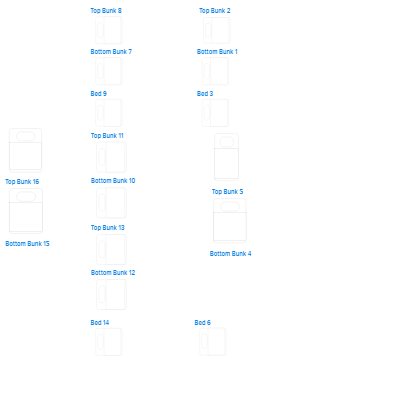 Top Bunk 8
Top Bunk 2
Bottom Bunk 7
Bottom Bunk 1
Bed 9
Bed 3
Top Bunk 11
Top Bunk 16
Bottom Bunk 10
Top Bunk 5
Top Bunk 13
Bottom Bunk 15
Bottom Bunk 4
Bottom Bunk 12
Bed 14
Bed 6